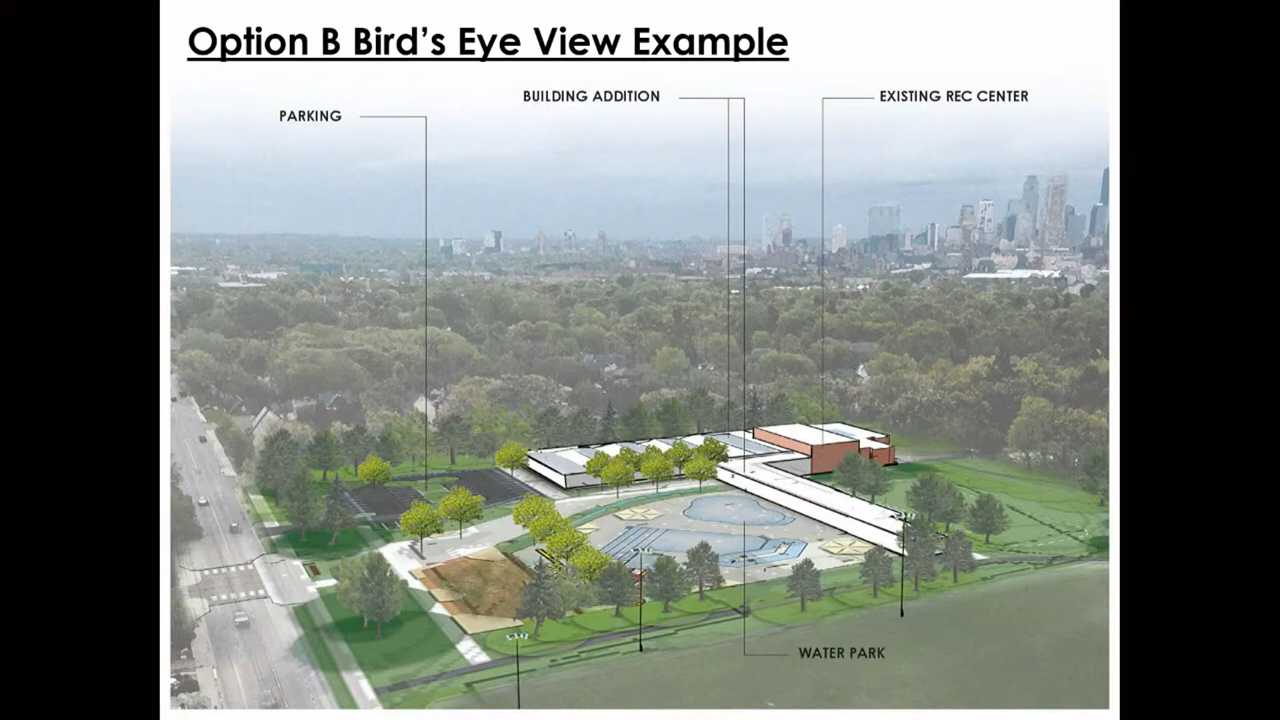 Option B Bird's Eye View Example
BUILDING ADDITION
EXISTING REC CENTER
PARKING
WATER PARK